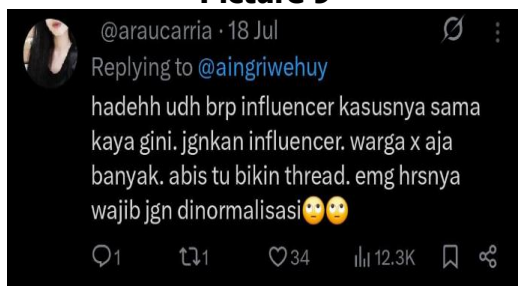 Picture 9
@araucarria · 18 Jul
Replying to @aingriwehuy
hadehh udh brp influencer kasusnya sama
kaya gini. jgnkan influencer. warga x aja
banyak. abis tu bikin thread. emg hrsnya
wajib jgn dinormalisasi🙄🙄
1 1 34 12.3K